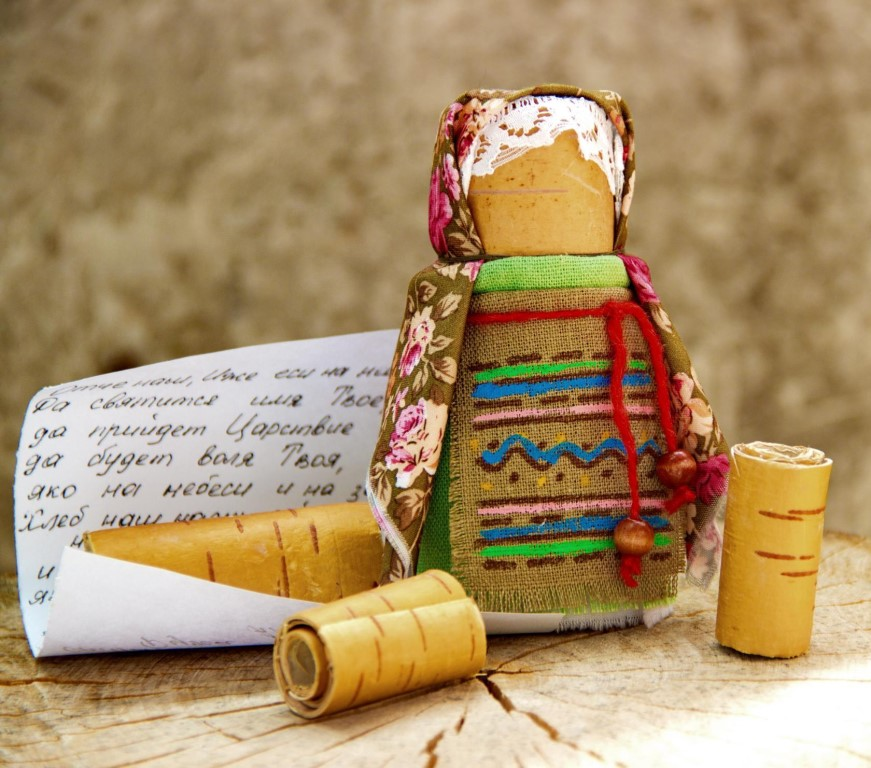 Отче наш, Иже еси на
Да святится имя Твое
да прийдет Царствие
да будет воля Твоя,
яко на небеси и на
Хлеб наш
и